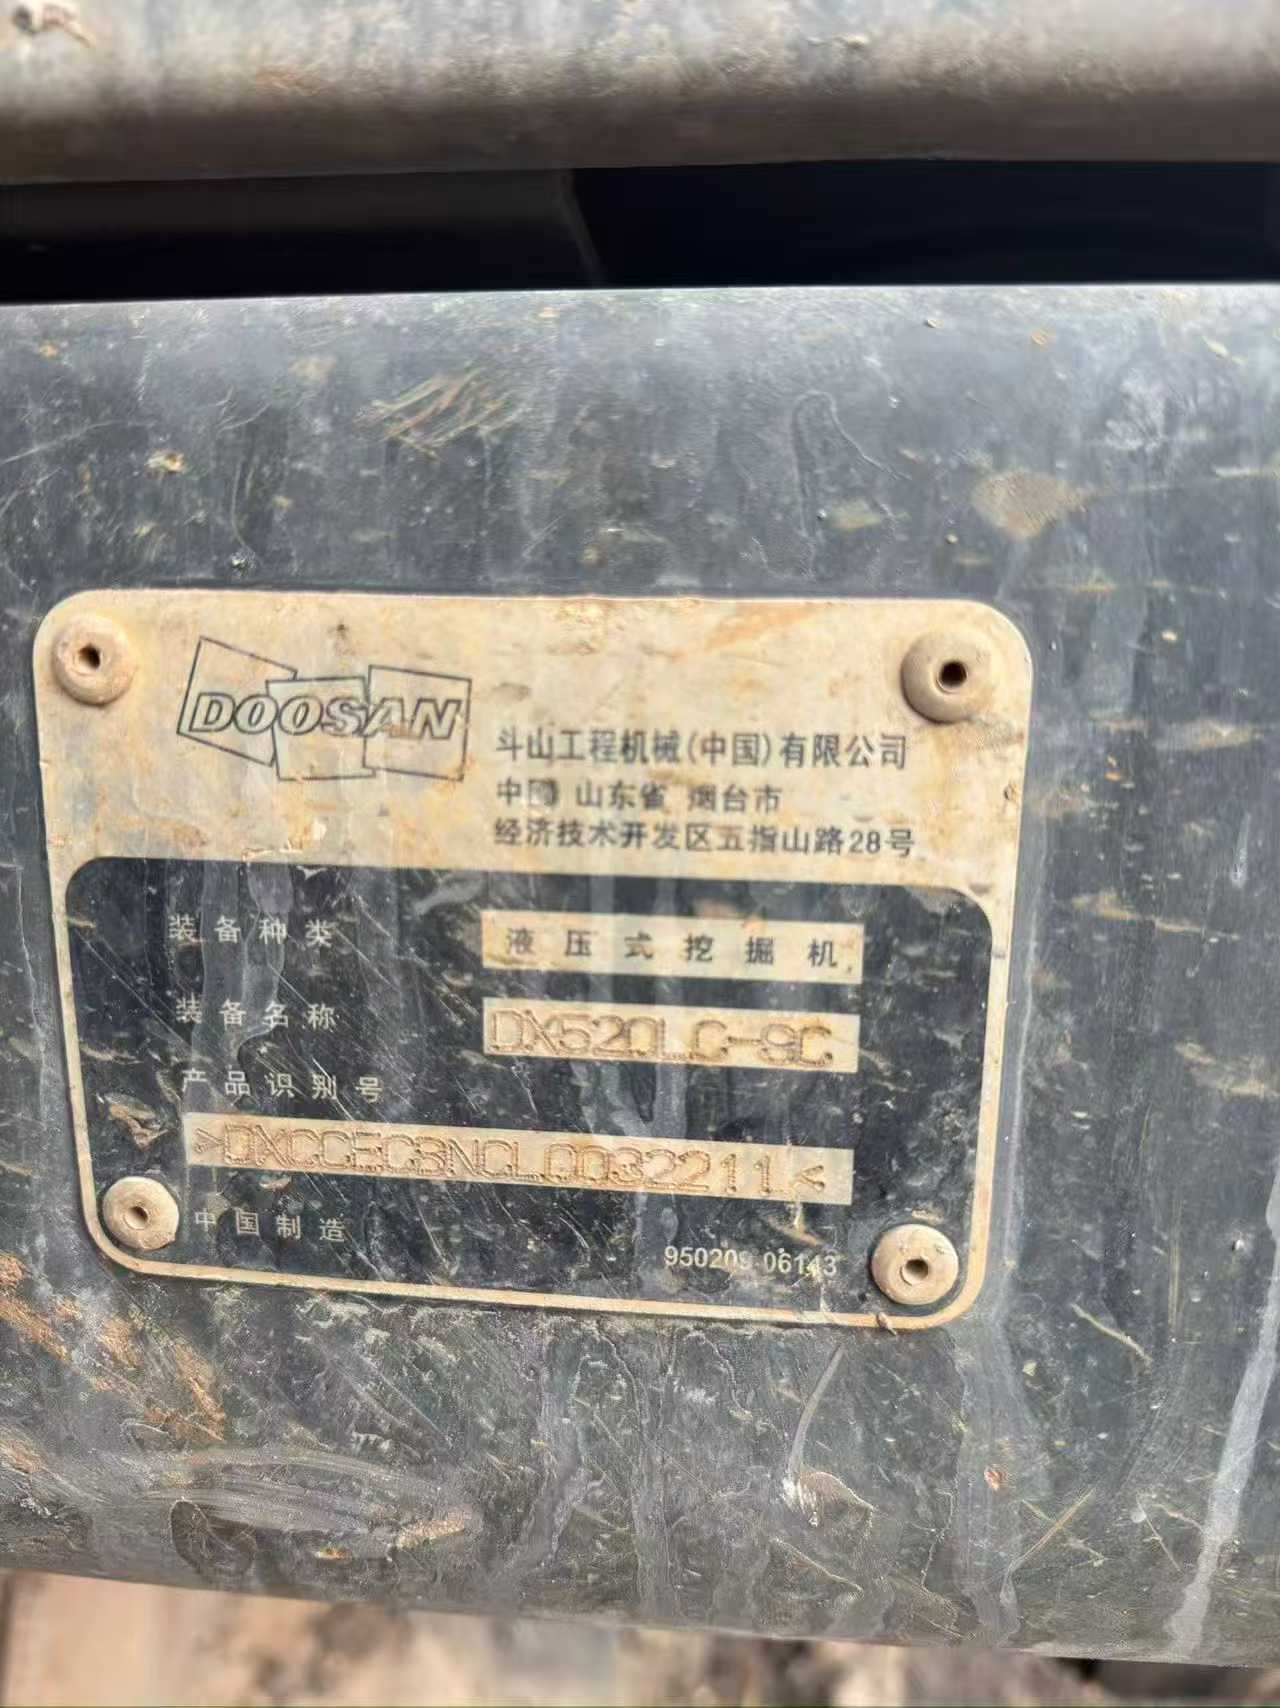 DOOSAN
斗山工程机械(中国)有限公司
中国 山东省 烟台市
经济技术开发区五指山路28号
装备种类 液压式挖掘机
装备名称 DX520LC-9C
产品识别号
>DXCCECBNCL0032211<
中国制造
950209-06143